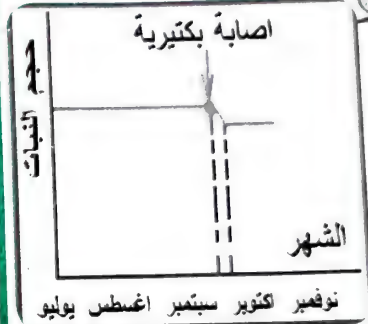 اصابة بكتيرية
حجم النبات
الشهر
يوليو اغسطس سبتمبر اكتوبر نوفمبر